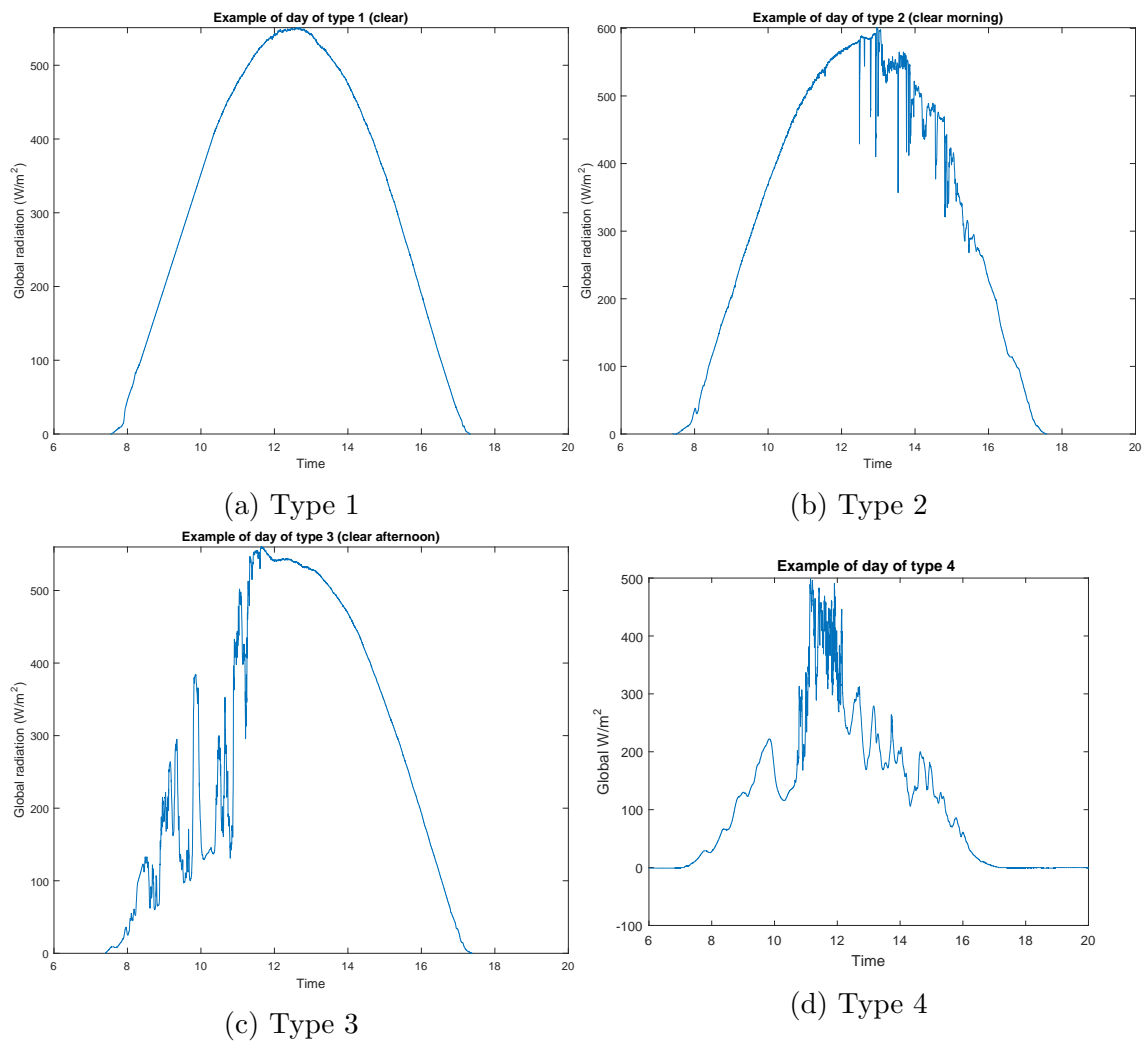 Example of day of type 1 (clear)
Global radiation (W/m²)
500
400
300
200
100
0
6 8 10 12 14 16 18 20
Time
(a) Type 1
Example of day of type 2 (clear morning)
Global radiation (W/m²)
600
500
400
300
200
100
0
6 8 10 12 14 16 18 20
Time
(b) Type 2
Example of day of type 3 (clear afternoon)
Global radiation (W/m²)
500
400
300
200
100
0
6 8 10 12 14 16 18 20
Time
(c) Type 3
Example of day of type 4
Global W/m²
500
400
300
200
100
0
-100
6 8 10 12 14 16 18 20
Time
(d) Type 4